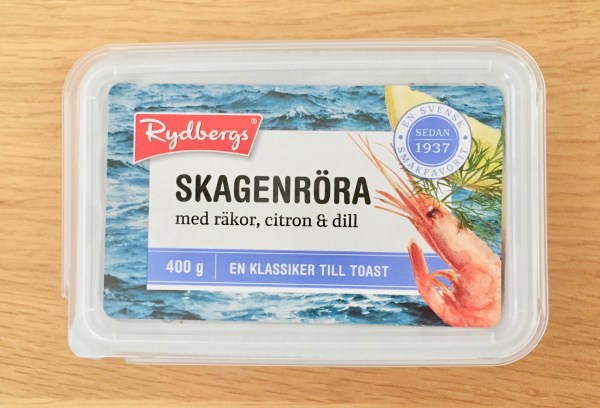 Rydbergs®
EN SVENSK
SEDAN
1937
SMAKFAVORIT
SKAGENRÖRA
med räkor, citron & dill
400 g | EN KLASSIKER TILL TOAST